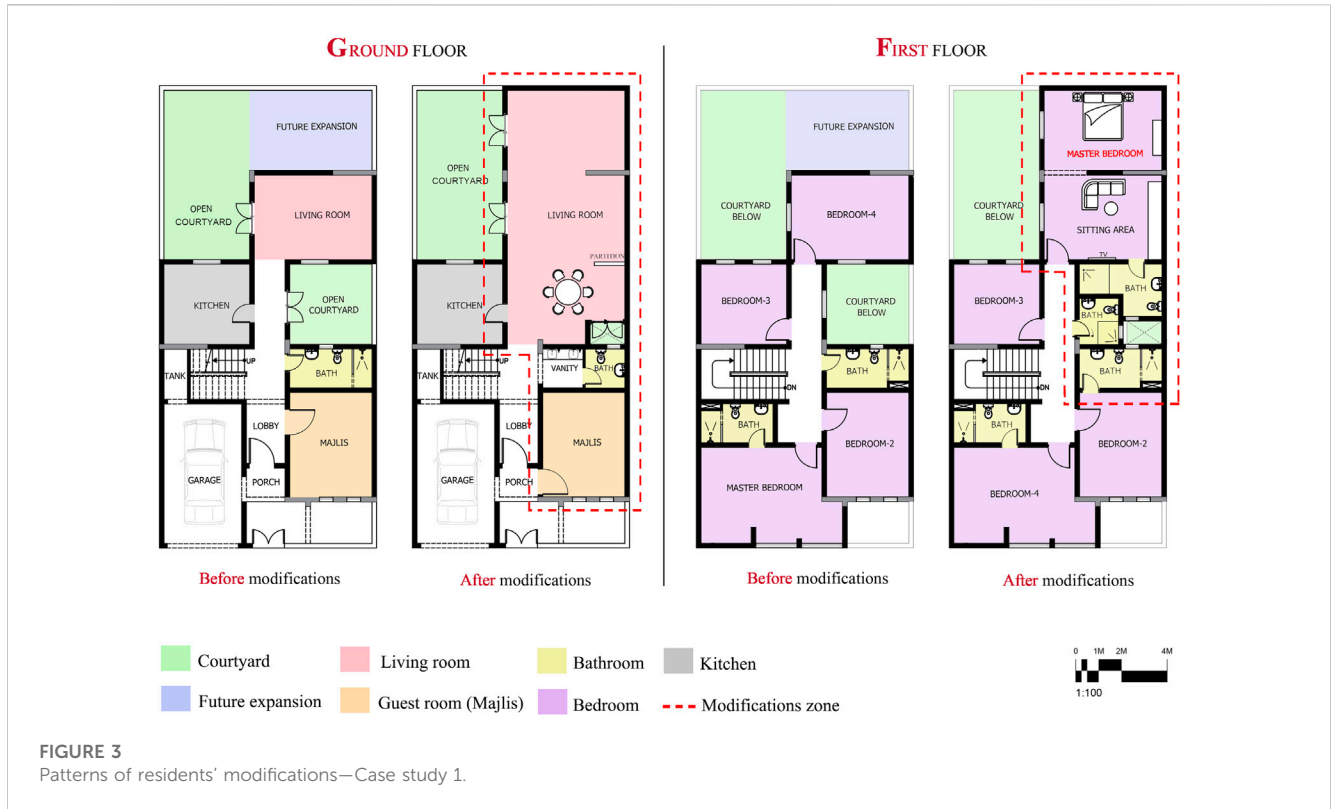 GROUND FLOOR
FIRST FLOOR
FUTURE EXPANSION
OPEN
COURTYARD
LIVING ROOM
KITCHEN
OPEN
COURTYARD
UP
TANK
BATH
LOBBY
MAJLIS
GARAGE
PORCH
Before modifications
OPEN
COURTYARD
LIVING ROOM
PARTITION
KITCHEN
UP
TANK
VANITY
BATH
LOBBY
MAJLIS
GARAGE
PORCH
After modifications
FUTURE EXPANSION
COURTYARD
BELOW
BEDROOM-4
BEDROOM-3
COURTYARD
BELOW
BATH
DN
BATH
BEDROOM-2
MASTER BEDROOM
Before modifications
MASTER BEDROOM
COURTYARD
BELOW
SITTING AREA
TV
BEDROOM-3
BATH
BATH
BATH
DN
BATH
BEDROOM-2
BEDROOM-4
After modifications
Courtyard
Living room
Bathroom
Kitchen
Future expansion
Guest room (Majlis)
Bedroom
Modifications zone
0 1M 2M 4M
1:100
FIGURE 3
Patterns of residents' modifications—Case study 1.